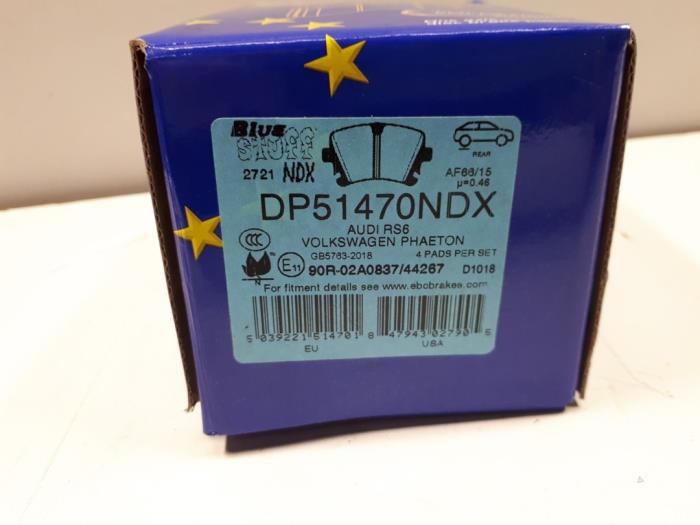 Blue
STUFF
2721 NDX
REAR
AF66/15
µ=0.46
DP51470NDX
AUDI RS6
VOLKSWAGEN PHAETON
GB5763-2018 4 PADS PER SET
CCC
E11 90R-02A0837/44267 D1018
N
For fitment details see www.ebcbrakes.com
5 039221 514701 8 47943 02790 5
EU USA